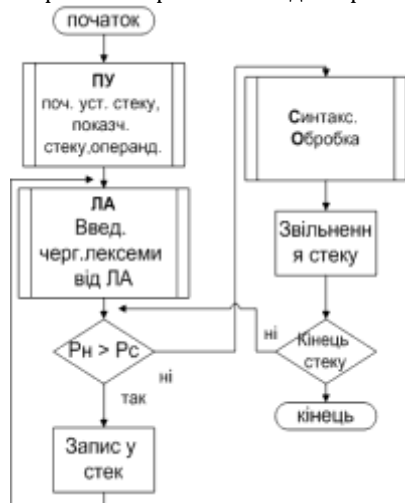 початок
ПУ
поч. уст. стеку,
показч.
стеку,операнд.
ЛА
Введ.
черг.лексеми
від ЛА
Рн > Рс
ні
так
Запис у
стек
Синтакс.
Обробка
Звільненн
я стеку
ні
Кінець
стеку
кінець